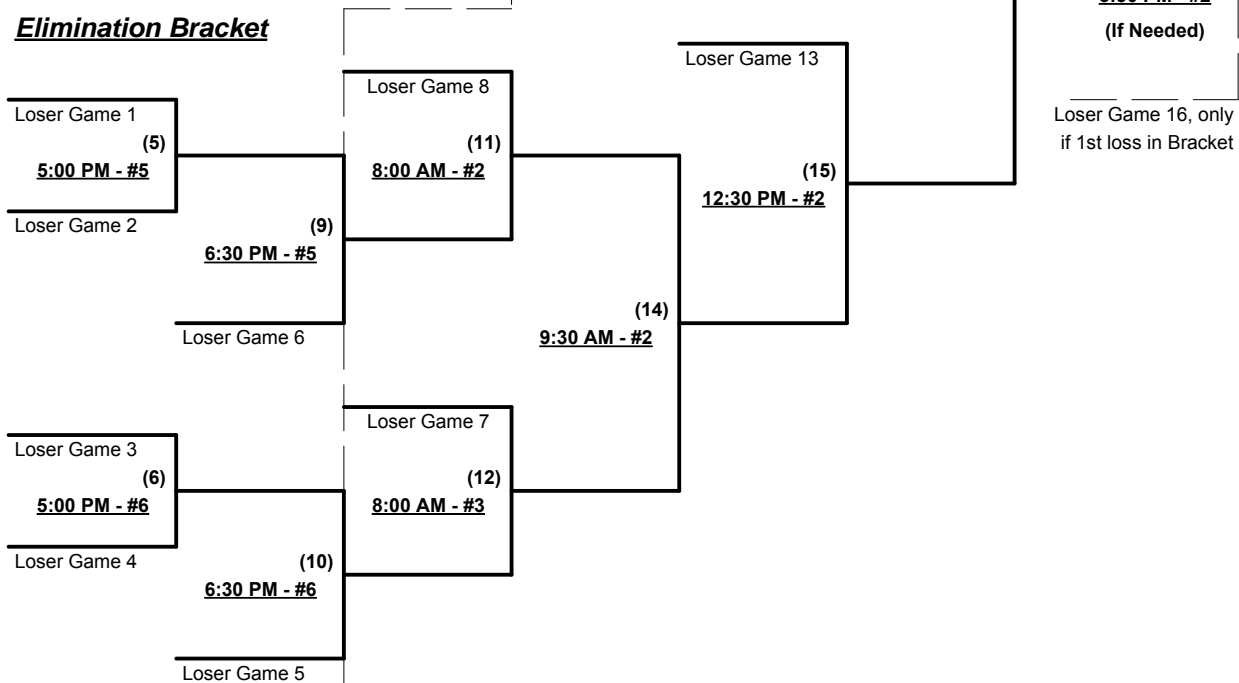 Elimination Bracket
(If Needed)
Loser Game 13
Loser Game 8
Loser Game 1
Loser Game 16, only
if 1st loss in Bracket
(5)
5:00 PM - #5
(11)
8:00 AM - #2
(15)
12:30 PM - #2
Loser Game 2
(9)
6:30 PM - #5
(14)
9:30 AM - #2
Loser Game 6
Loser Game 7
Loser Game 3
(6)
5:00 PM - #6
(12)
8:00 AM - #3
Loser Game 4
(10)
6:30 PM - #6
Loser Game 5